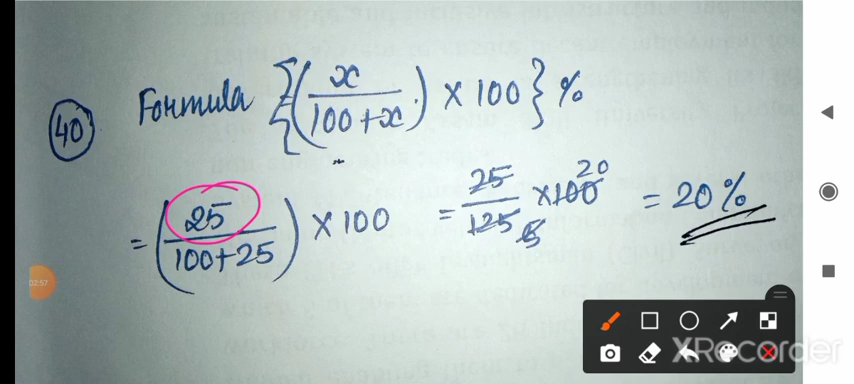 Formula {(x/(100+x)) × 100} %
40
= (25/(100+25)) × 100 = 25/125 × 100 = 20%
20
5
02:57
XRecorder